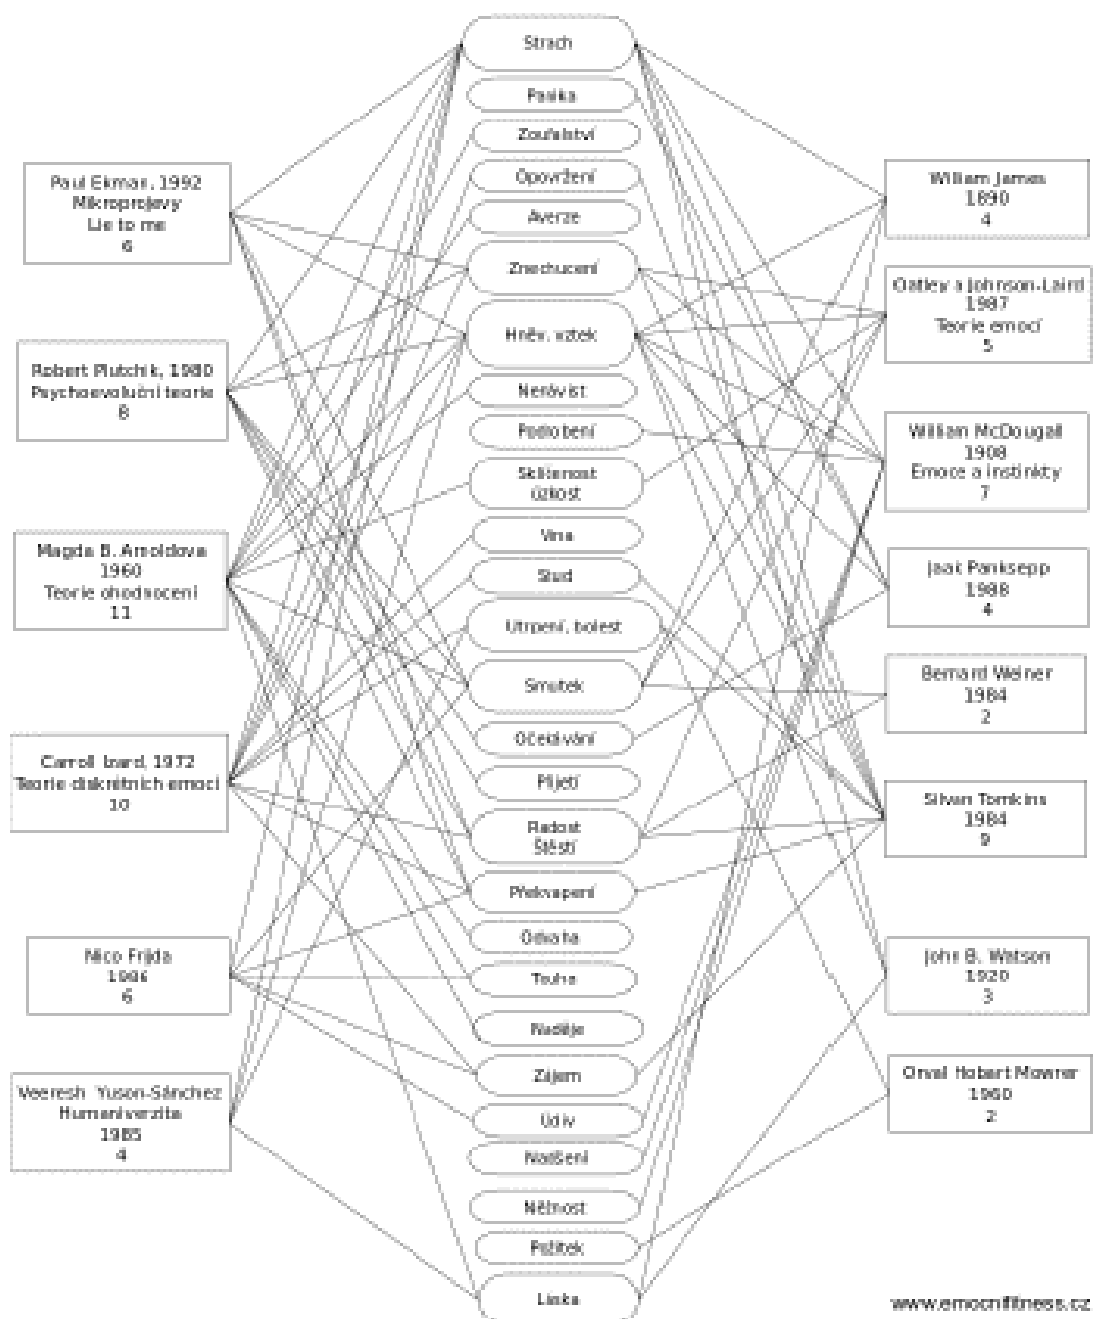 Strach
Panika
Zoufalství
Opovržení
Averze
Znechucení
Hněv, vztek
Nenávist
Podrobení
Sklíčenost
úzkost
Vina
Stud
Utrpení, bolest
Smutek
Očekávání
Přijetí
Radost
Štěstí
Překvapení
Odvaha
Touha
Naděje
Zájem
Údiv
Nadšení
Něžnost
Požitek
Láska
Paul Ekman, 1992
Mikroprojevy
Lie to me
6
Robert Plutchik, 1980
Psychoevoluční teorie
8
Magda B. Arnoldova
1960
Teorie ohodnocení
11
Carroll Izard, 1972
Teorie diskrétních emocí
10
Nico Frijda
1986
6
Veeresh Yuson-Sánchez
Humaniverzita
1985
4
William James
1890
4
Oatley a Johnson-Laird
1987
Teorie emocí
5
William McDougall
1908
Emoce a instinkty
7
Jaak Panksepp
1988
4
Bernard Weiner
1984
2
Silvan Tomkins
1984
9
John B. Watson
1920
3
Orval Hobart Mowrer
1960
2
www.emocnifitness.cz